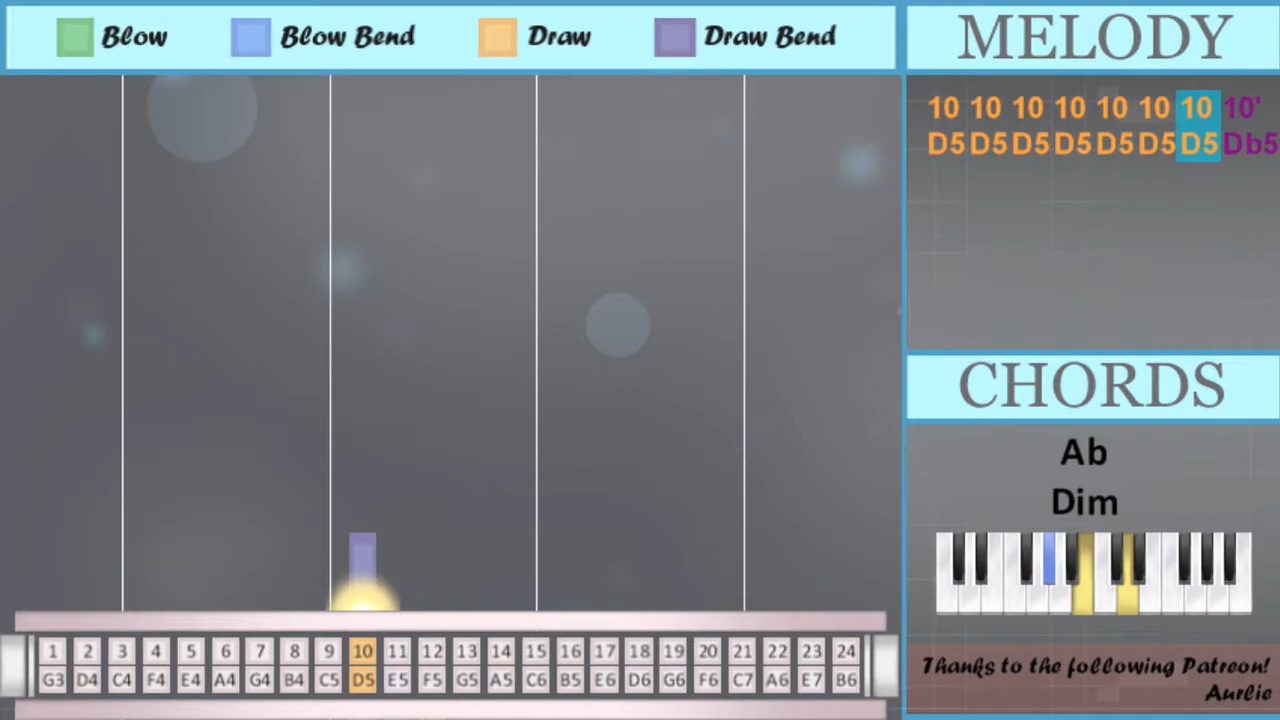 Blow Blow Bend Draw Draw Bend
MELODY
10 10 10 10 10 10 10 10'
D5 D5 D5 D5 D5 D5 D5 Db5
CHORDS
Ab
Dim
1 2 3 4 5 6 7 8 9 10 11 12 13 14 15 16 17 18 19 20 21 22 23 24
G3 D4 C4 F4 E4 A4 G4 B4 C5 D5 E5 F5 G5 A5 C6 B5 E6 D6 G6 F6 C7 A6 E7 B6
Thanks to the following Patreon!
Aurlie